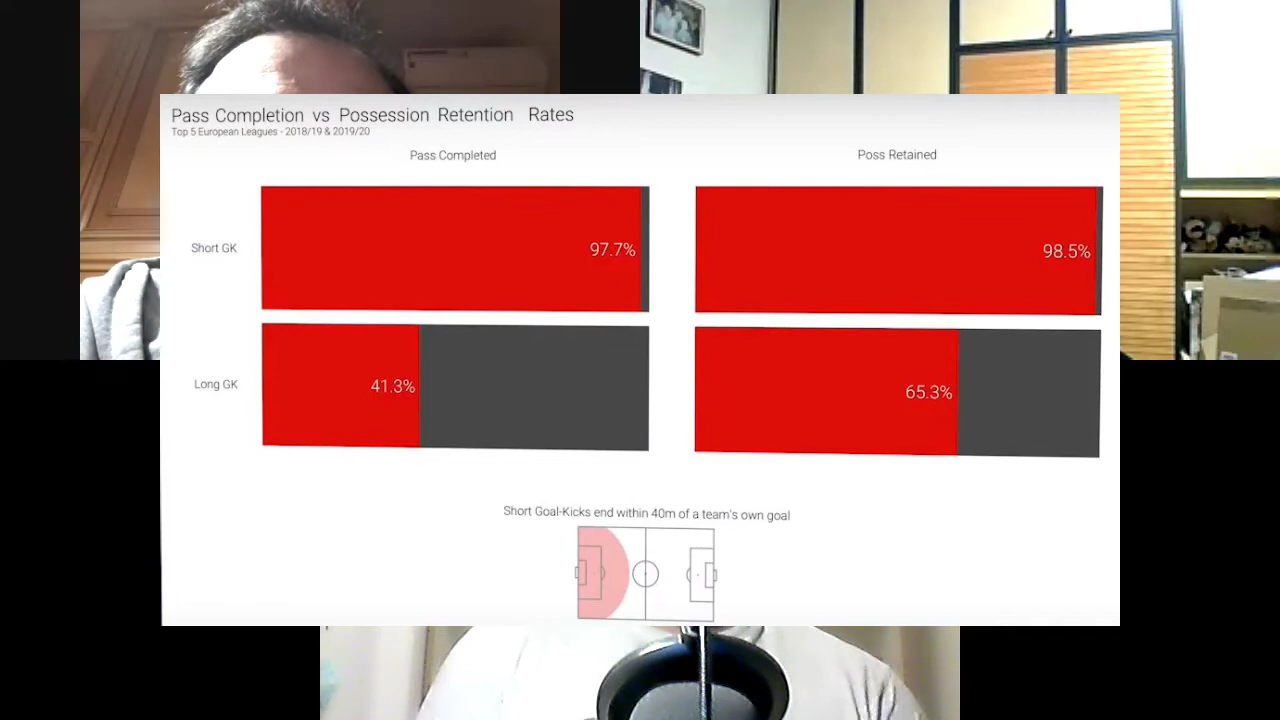 Pass Completion vs Possession Retention Rates
Top 5 European Leagues - 2018/19 & 2019/20
Pass Completed
Poss Retained
Short GK
97.7%
98.5%
Long GK
41.3%
65.3%
Short Goal-Kicks end within 40m of a team's own goal